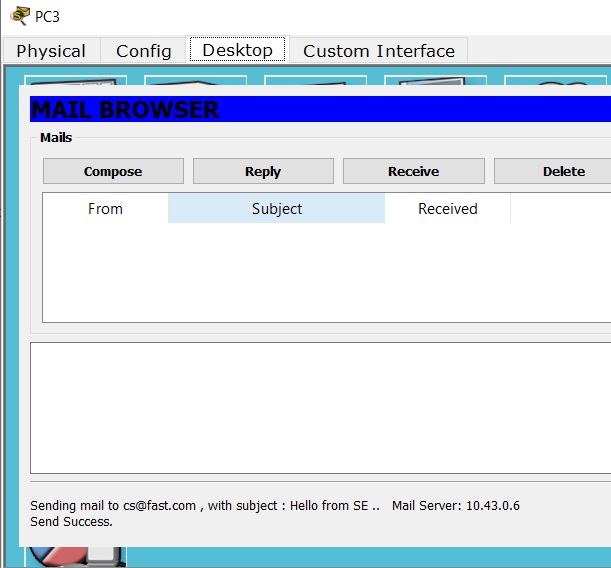 PC3
Physical Config Desktop Custom Interface
MAIL BROWSER
Mails
Compose Reply Receive Delete
From Subject Received
Sending mail to cs@fast.com , with subject : Hello from SE .. Mail Server: 10.43.0.6
Send Success.